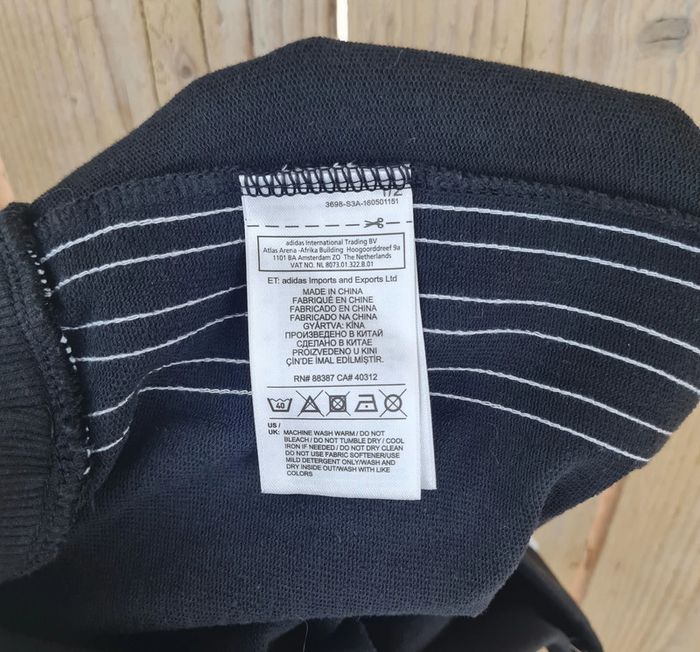 1/2
3698-S3A-160501151
adidas International Trading BV
Atlas Arena -Afrika Building Hoogoorddreef 9a
1101 BA Amsterdam ZO The Netherlands
VAT NO. NL 8073.01.322.B.01
ET: adidas Imports and Exports Ltd
MADE IN CHINA
FABRIQUÉ EN CHINE
FABRICADO EN CHINA
FABRICADO NA CHINA
GYÁRTVA: KÍNA
ПРОИЗВЕДЕНО В КИТАЙ
СДЕЛАНО В КИТАЕ
PROIZVEDENO U KINI
ÇİN'DE IMAL EDİLMİŞTİR.
RN# 88387 CA# 40312
40
US /
UK: MACHINE WASH WARM / DO NOT
BLEACH / DO NOT TUMBLE DRY / COOL
IRON IF NEEDED / DO NOT DRY CLEAN
DO NOT USE FABRIC SOFTENER/USE
MILD DETERGENT ONLY/WASH AND
DRY INSIDE OUT/WASH WITH LIKE
COLORS